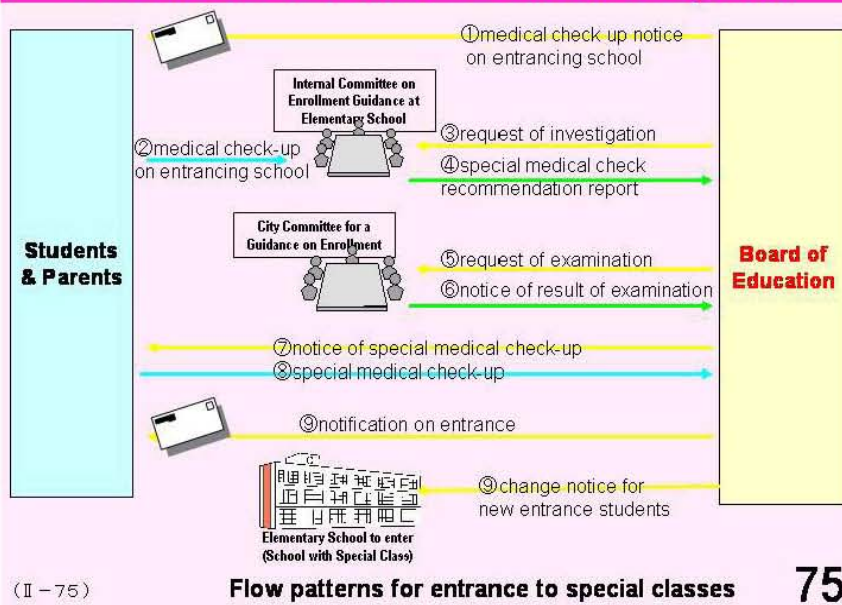 ①medical check up notice
on entrancing school
Internal Committee on
Enrollment Guidance at
Elementary School
②medical check-up
on entrancing school
③request of investigation
④special medical check
recommendation report
City Committee for a
Guidance on Enrollment
Students
& Parents
⑤request of examination
⑥notice of result of examination
Board of
Education
⑦notice of special medical check-up
⑧special medical check-up
⑨notification on entrance
⑨change notice for
new entrance students
Elementary School to enter
(School with Special Class)
(Ⅱ-75)
Flow patterns for entrance to special classes
75